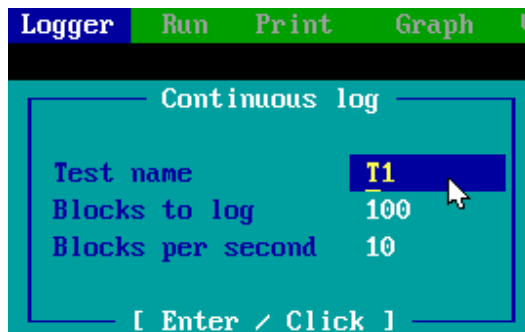 Logger Run Print Graph
Continuous log
Test name T1
Blocks to log 100
Blocks per second 10
[ Enter / Click ]